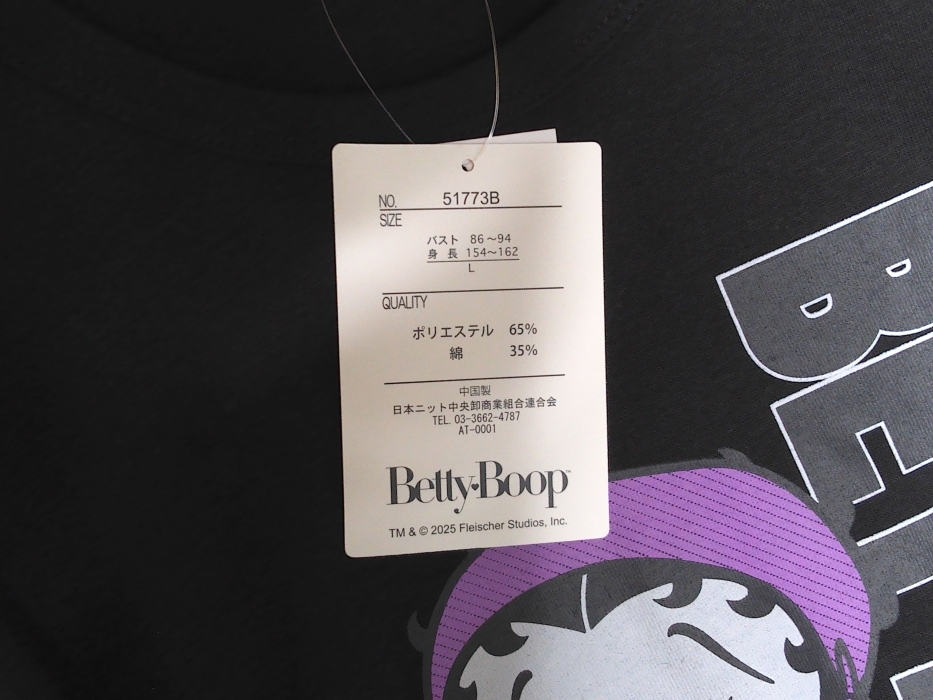 NO. 51773B
SIZE
バスト 86～94
身 長 154～162
L
QUALITY
ポリエステル 65%
綿 35%
中国製
日本ニット中央卸商業組合連合会
TEL. 03-3662-4787
AT-0001
Betty Boop™
TM & © 2025 Fleischer Studios, Inc.
B
E